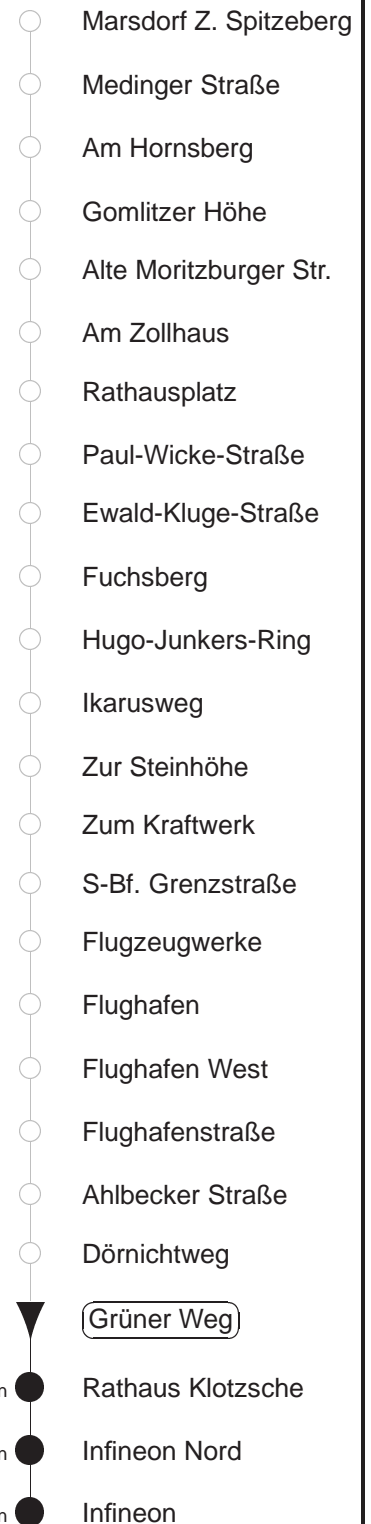 Marsdorf Z. Spitzeberg
Medinger Straße
Am Hornsberg
Gomlitzer Höhe
Alte Moritzburger Str.
Am Zollhaus
Rathausplatz
Paul-Wicke-Straße
Ewald-Kluge-Straße
Fuchsberg
Hugo-Junkers-Ring
Ikarusweg
Zur Steinhöhe
Zum Kraftwerk
S-Bf. Grenzstraße
Flugzeugwerke
Flughafen
Flughafen West
Flughafenstraße
Ahlbecker Straße
Dörnichtweg
Grüner Weg
Rathaus Klotzsche
Infineon Nord
Infineon